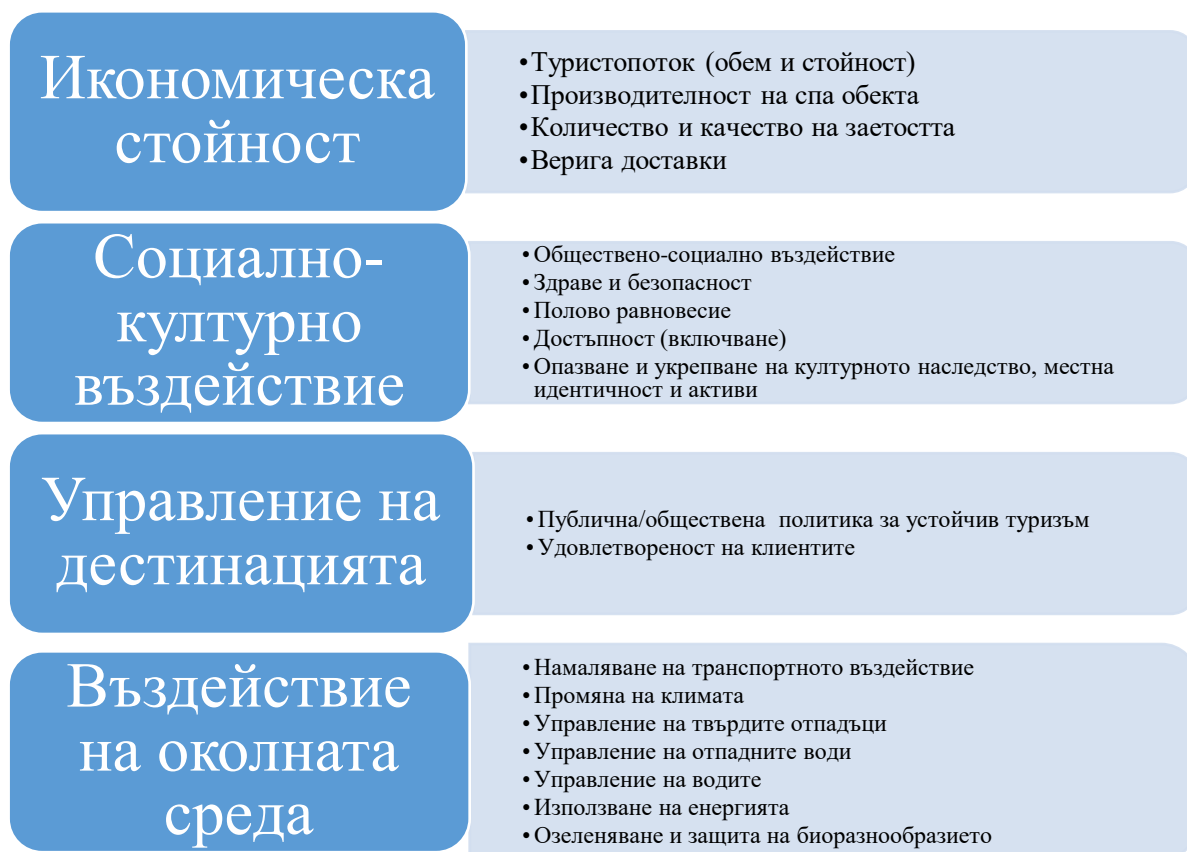 Икономическа
стойност
•Туристопоток (обем и стойност)
•Производителност на спа обекта
•Количество и качество на заетостта
•Верига доставки
Социално-
културно
въздействие
•Обществено-социално въздействие
•Здраве и безопасност
•Полово равновесие
•Достъпност (включване)
•Опазване и укрепване на културното наследство, местна
идентичност и активи
Управление на
дестинацията
•Публична/обществена политика за устойчив туризъм
•Удовлетвореност на клиентите
Въздействие
на околната
среда
•Намаляване на транспортното въздействие
•Промяна на климата
•Управление на твърдите отпадъци
•Управление на отпадните води
•Управление на водите
•Използване на енергията
•Озеленяване и защита на биоразнообразието